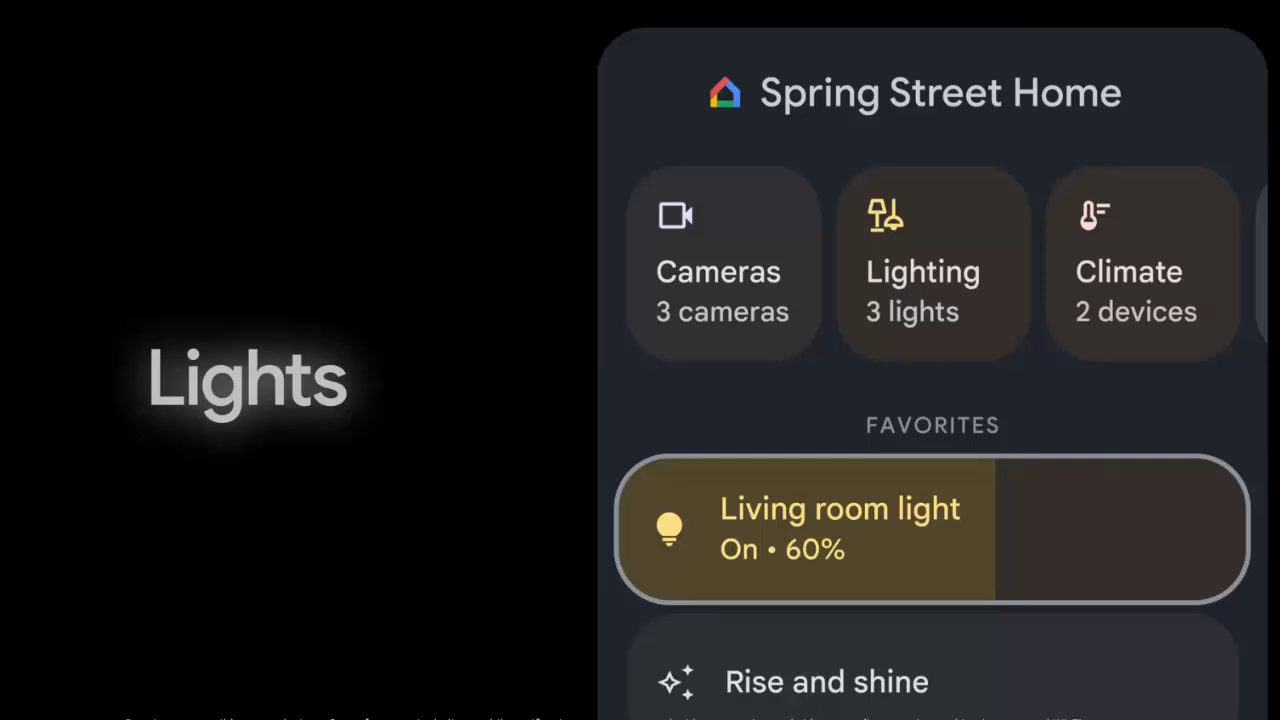 Lights
Spring Street Home
Cameras
3 cameras
Lighting
3 lights
Climate
2 devices
FAVORITES
Living room light
On • 60%
Rise and shine